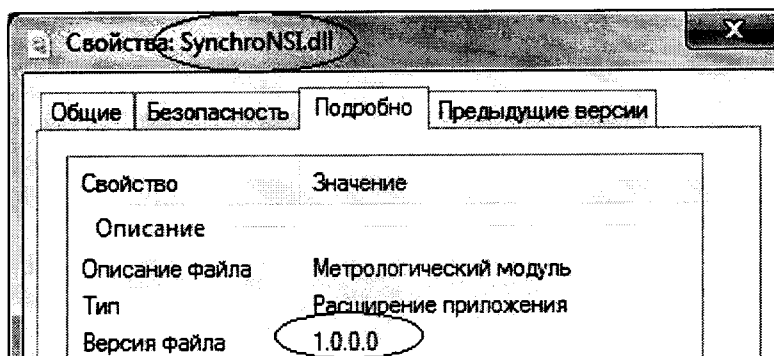 Свойства: SynchroNSI.dll
Общие Безопасность Подробно Предыдущие версии
Свойство Значение
Описание
Описание файла Метрологический модуль
Тип Расширение приложения
Версия файла 1.0.0.0